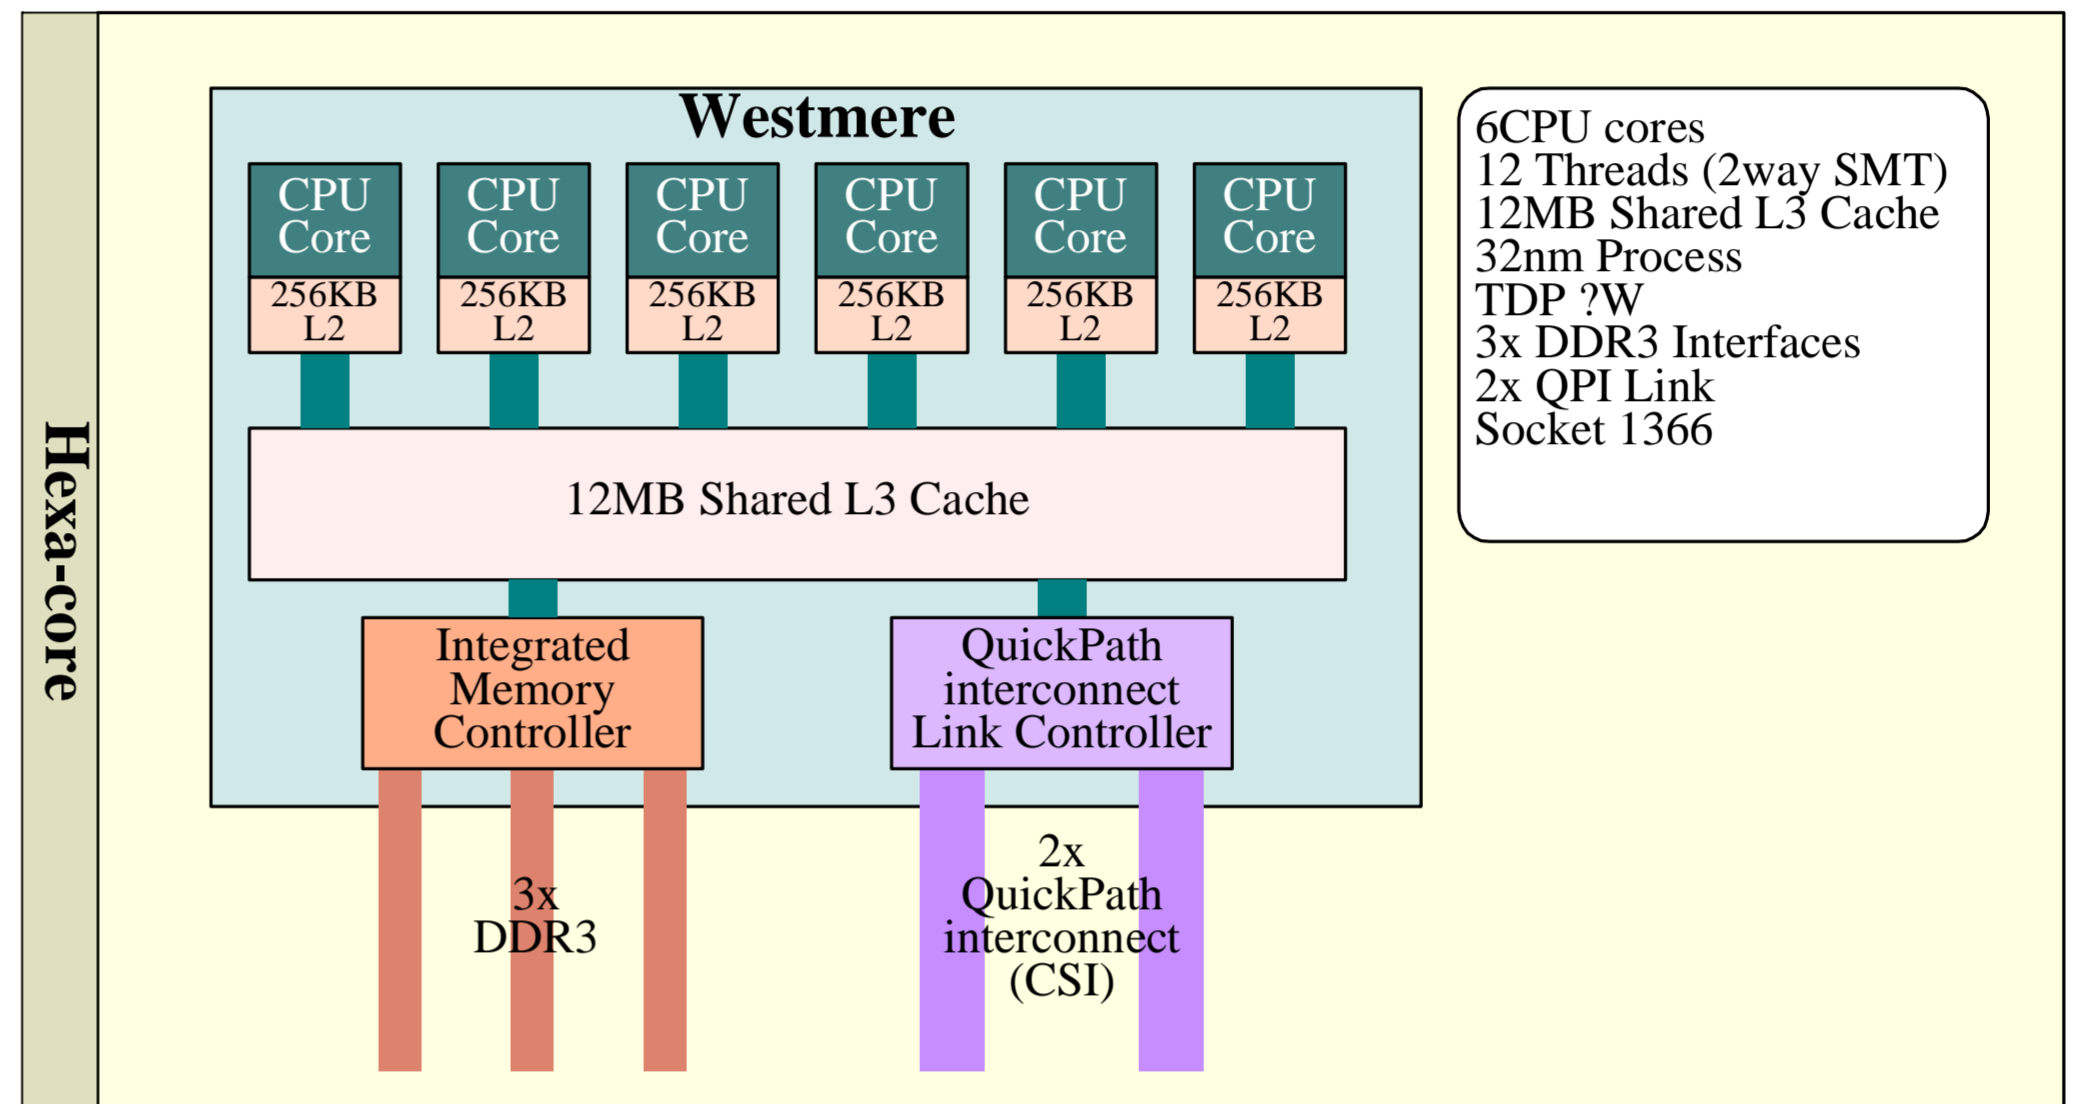 Hexa-core
Westmere
CPU
Core
256KB
L2
CPU
Core
256KB
L2
CPU
Core
256KB
L2
CPU
Core
256KB
L2
CPU
Core
256KB
L2
CPU
Core
256KB
L2
12MB Shared L3 Cache
Integrated
Memory
Controller
QuickPath
interconnect
Link Controller
3x
DDR3
2x
QuickPath
interconnect
(CSI)
6CPU cores
12 Threads (2way SMT)
12MB Shared L3 Cache
32nm Process
TDP ?W
3x DDR3 Interfaces
2x QPI Link
Socket 1366